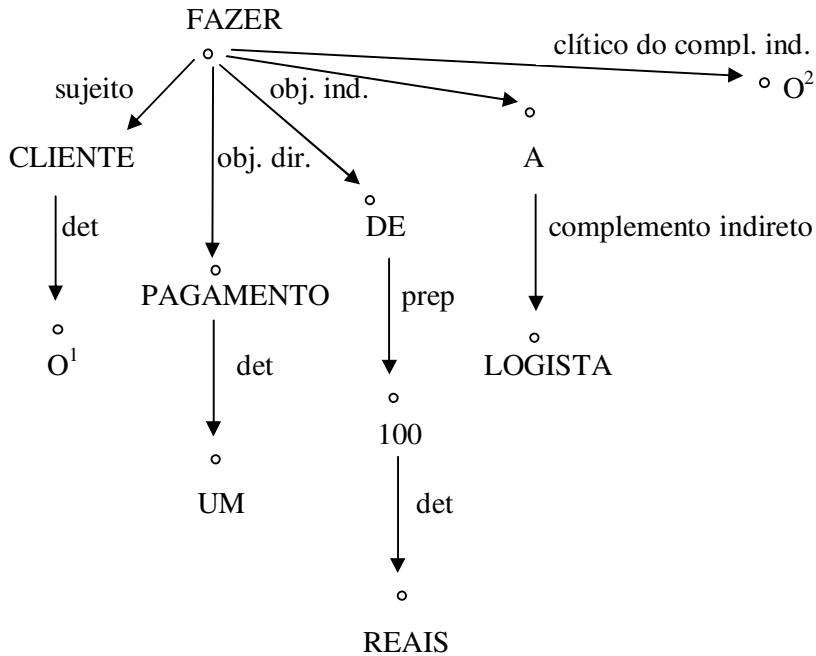 FAZER
clítico do compl. ind.
O²
sujeito
obj. ind.
CLIENTE
obj. dir.
A
det
DE
complemento indireto
PAGAMENTO
prep
O¹
det
LOGISTA
100
UM
det
REAIS